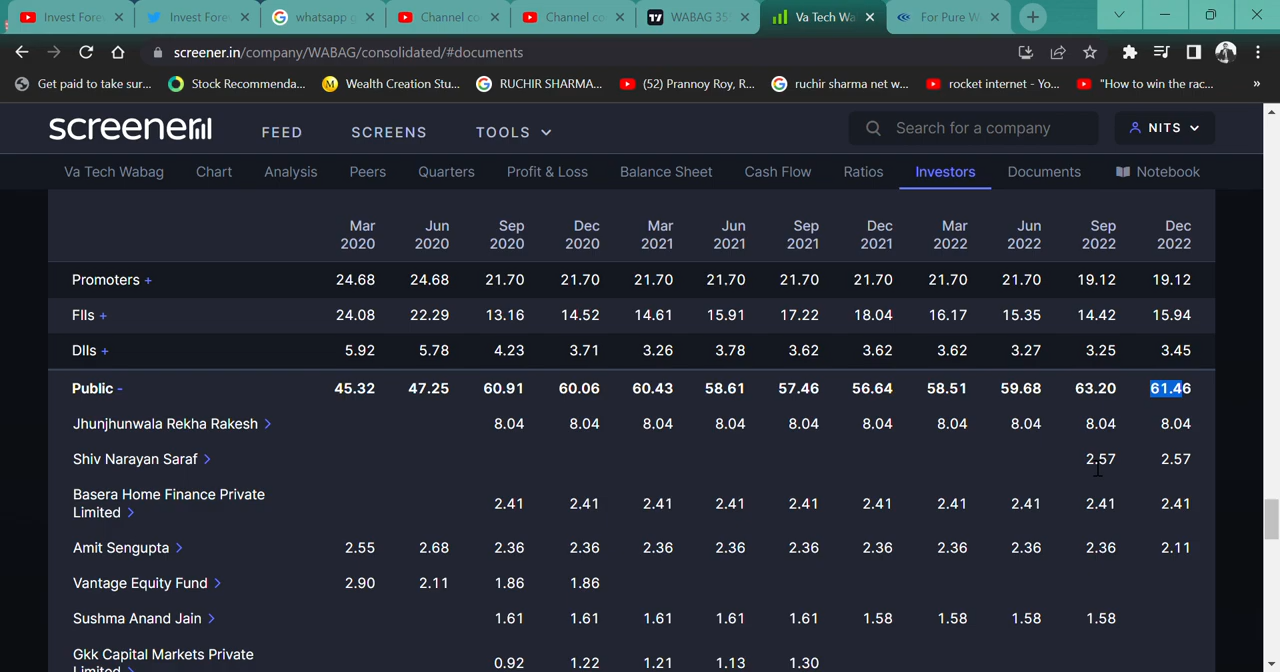 Invest Fore
Invest Fore
whatsapp
Channel co
Channel co
WABAG 35
Va Tech Wa
For Pure W
screener.in/company/WABAG/consolidated/#documents
Get paid to take sur...
Stock Recommenda...
Wealth Creation Stu...
RUCHIR SHARMA...
(52) Prannoy Roy, R...
ruchir sharma net w...
rocket internet - Yo...
"How to win the rac...
»
screener
FEED
SCREENS
TOOLS
Search for a company
NITS
Va Tech Wabag
Chart
Analysis
Peers
Quarters
Profit & Loss
Balance Sheet
Cash Flow
Ratios
Investors
Documents
Notebook
Mar 2020 Jun 2020 Sep 2020 Dec 2020 Mar 2021 Jun 2021 Sep 2021 Dec 2021 Mar 2022 Jun 2022 Sep 2022 Dec 2022
Promoters + 24.68 24.68 21.70 21.70 21.70 21.70 21.70 21.70 21.70 21.70 19.12 19.12
FIIs + 24.08 22.29 13.16 14.52 14.61 15.91 17.22 18.04 16.17 15.35 14.42 15.94
DIIs + 5.92 5.78 4.23 3.71 3.26 3.78 3.62 3.62 3.62 3.27 3.25 3.45
Public - 45.32 47.25 60.91 60.06 60.43 58.61 57.46 56.64 58.51 59.68 63.20 61.46
Jhunjhunwala Rekha Rakesh > 8.04 8.04 8.04 8.04 8.04 8.04 8.04 8.04 8.04 8.04
Shiv Narayan Saraf > 2.57 2.57
Basera Home Finance Private
Limited > 2.41 2.41 2.41 2.41 2.41 2.41 2.41 2.41 2.41 2.41
Amit Sengupta > 2.55 2.68 2.36 2.36 2.36 2.36 2.36 2.36 2.36 2.36 2.36 2.11
Vantage Equity Fund > 2.90 2.11 1.86 1.86
Sushma Anand Jain > 1.61 1.61 1.61 1.61 1.61 1.58 1.58 1.58 1.58
Gkk Capital Markets Private
Limited > 0.92 1.22 1.21 1.13 1.30